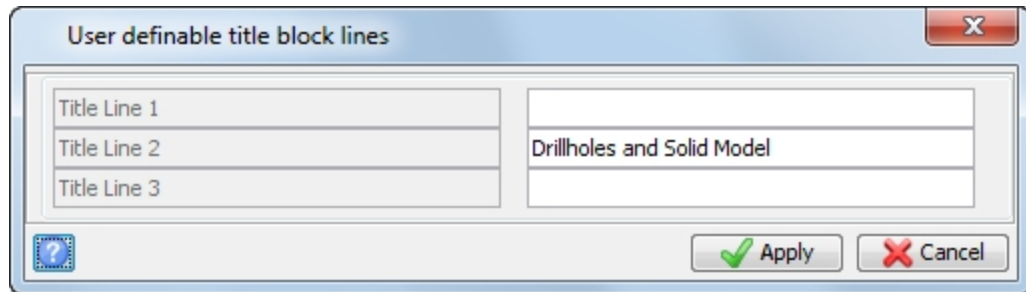 User definable title block lines
Title Line 1
Title Line 2 Drillholes and Solid Model
Title Line 3
? Apply Cancel